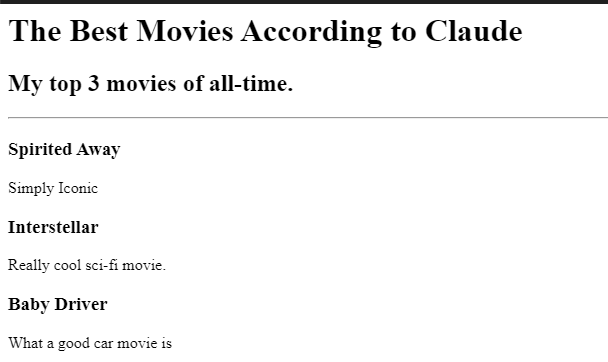 The Best Movies According to Claude
My top 3 movies of all-time.
Spirited Away
Simply Iconic
Interstellar
Really cool sci-fi movie.
Baby Driver
What a good car movie is